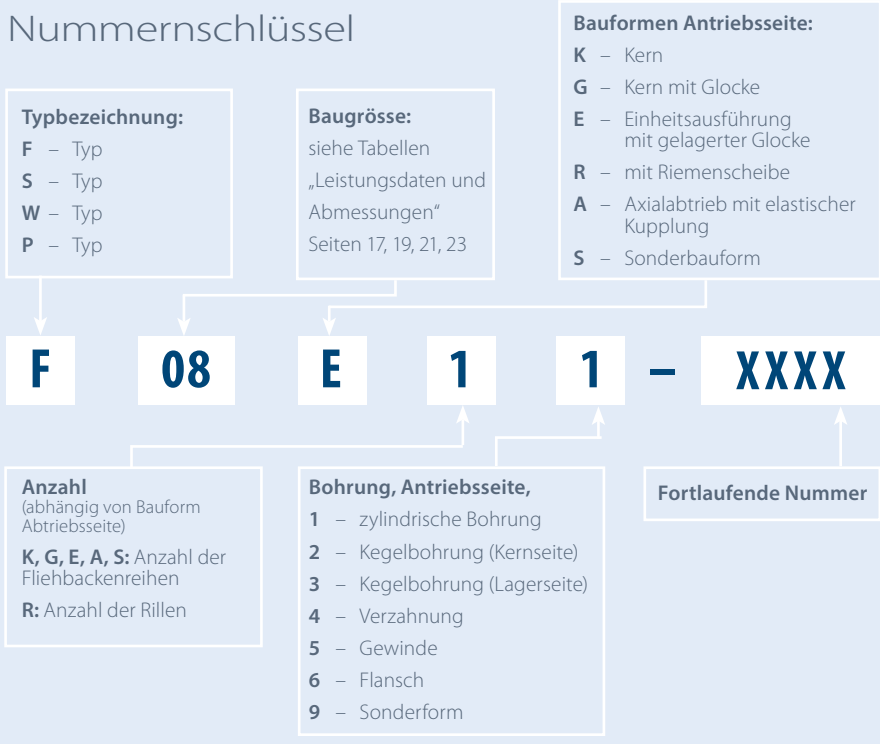 Nummernschlüssel
Typbezeichnung:
F – Typ
S – Typ
W – Typ
P – Typ
Baugrösse:
siehe Tabellen
„Leistungsdaten und
Abmessungen“
Seiten 17, 19, 21, 23
Bauformen Antriebsseite:
K – Kern
G – Kern mit Glocke
E – Einheitsausführung
mit gelagerter Glocke
R – mit Riemenscheibe
A – Axialabtrieb mit elastischer
Kupplung
S – Sonderbauform
F 08 E 1 1 – XXXX
Anzahl
(abhängig von Bauform
Abtriebsseite)
K, G, E, A, S: Anzahl der
Fliehbackenreihen
R: Anzahl der Rillen
Bohrung, Antriebsseite,
1 – zylindrische Bohrung
2 – Kegelbohrung (Kernseite)
3 – Kegelbohrung (Lagerseite)
4 – Verzahnung
5 – Gewinde
6 – Flansch
9 – Sonderform
Fortlaufende Nummer